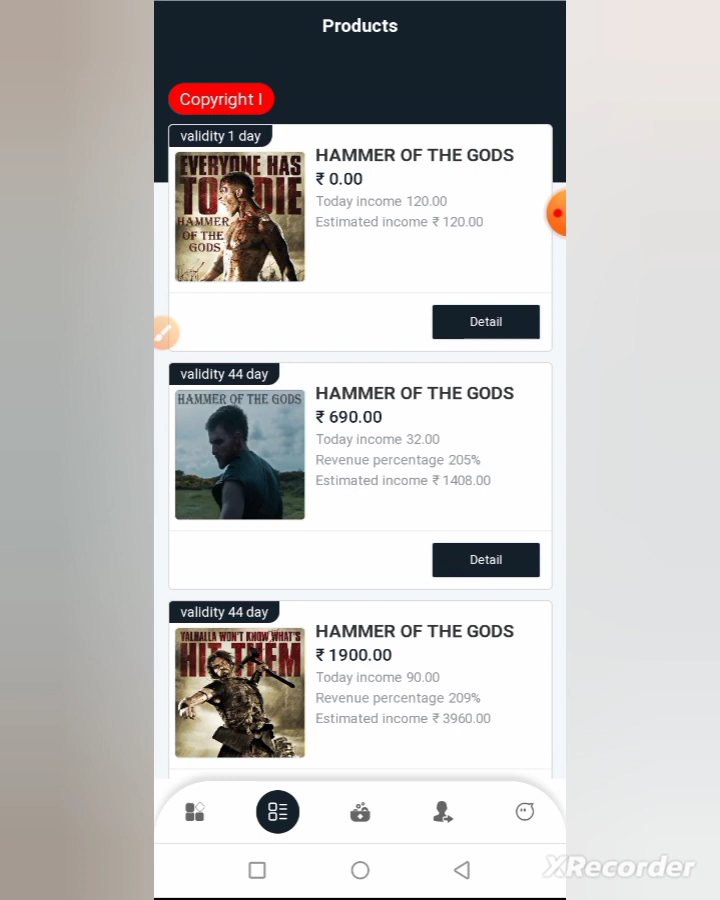 Products
Copyright I
validity 1 day
EVERYONE HAS
TO DIE
HAMMER
OF THE
GODS
HAMMER OF THE GODS
₹ 0.00
Today income 120.00
Estimated income ₹ 120.00
Detail
validity 44 day
HAMMER OF THE GODS
HAMMER OF THE GODS
₹ 690.00
Today income 32.00
Revenue percentage 205%
Estimated income ₹ 1408.00
Detail
validity 44 day
VALHALLA WON'T KNOW WHAT'S
HIT THEM
HAMMER OF THE GODS
₹ 1900.00
Today income 90.00
Revenue percentage 209%
Estimated income ₹ 3960.00
XRecorder